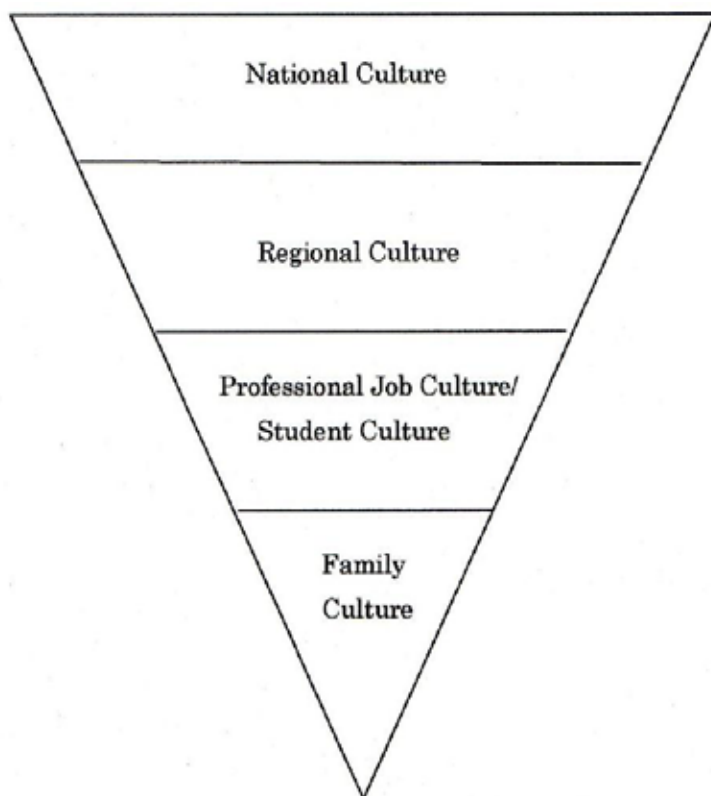 National Culture
Regional Culture
Professional Job Culture/
Student Culture
Family
Culture